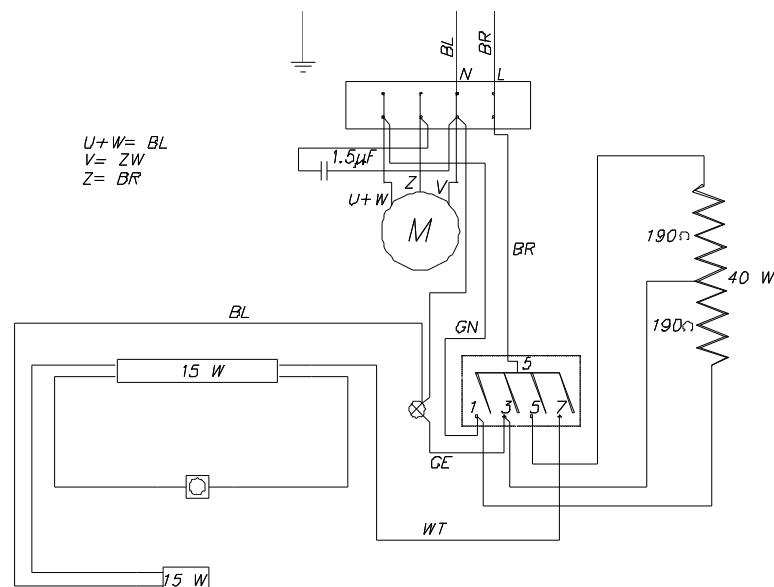 BL
BR
N L
U+W= BL
V= ZW
Z= BR
1.5μF
Z
V
U+W
M
190Ω
BR
40 W
BL
GN
190Ω
5
15 W
1 3 5 7
GE
WT
15 W